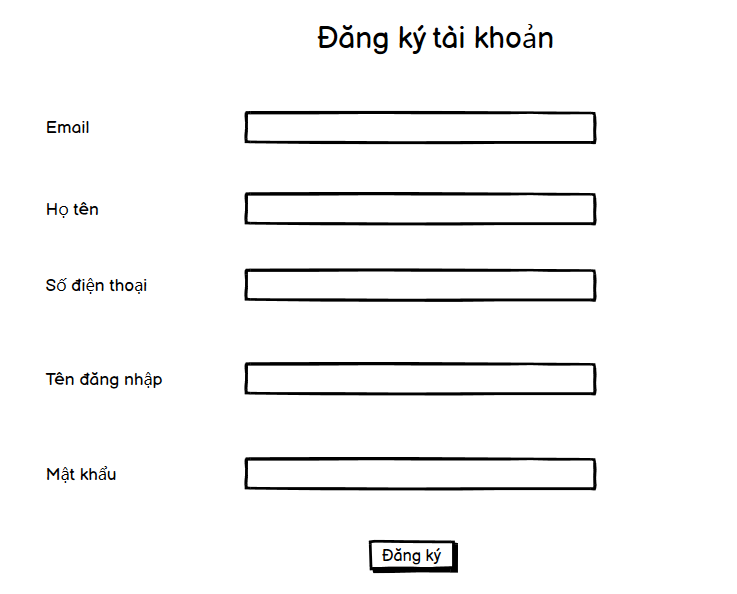 Đăng ký tài khoản
Email
Họ tên
Số điện thoại
Tên đăng nhập
Mật khẩu
Đăng ký